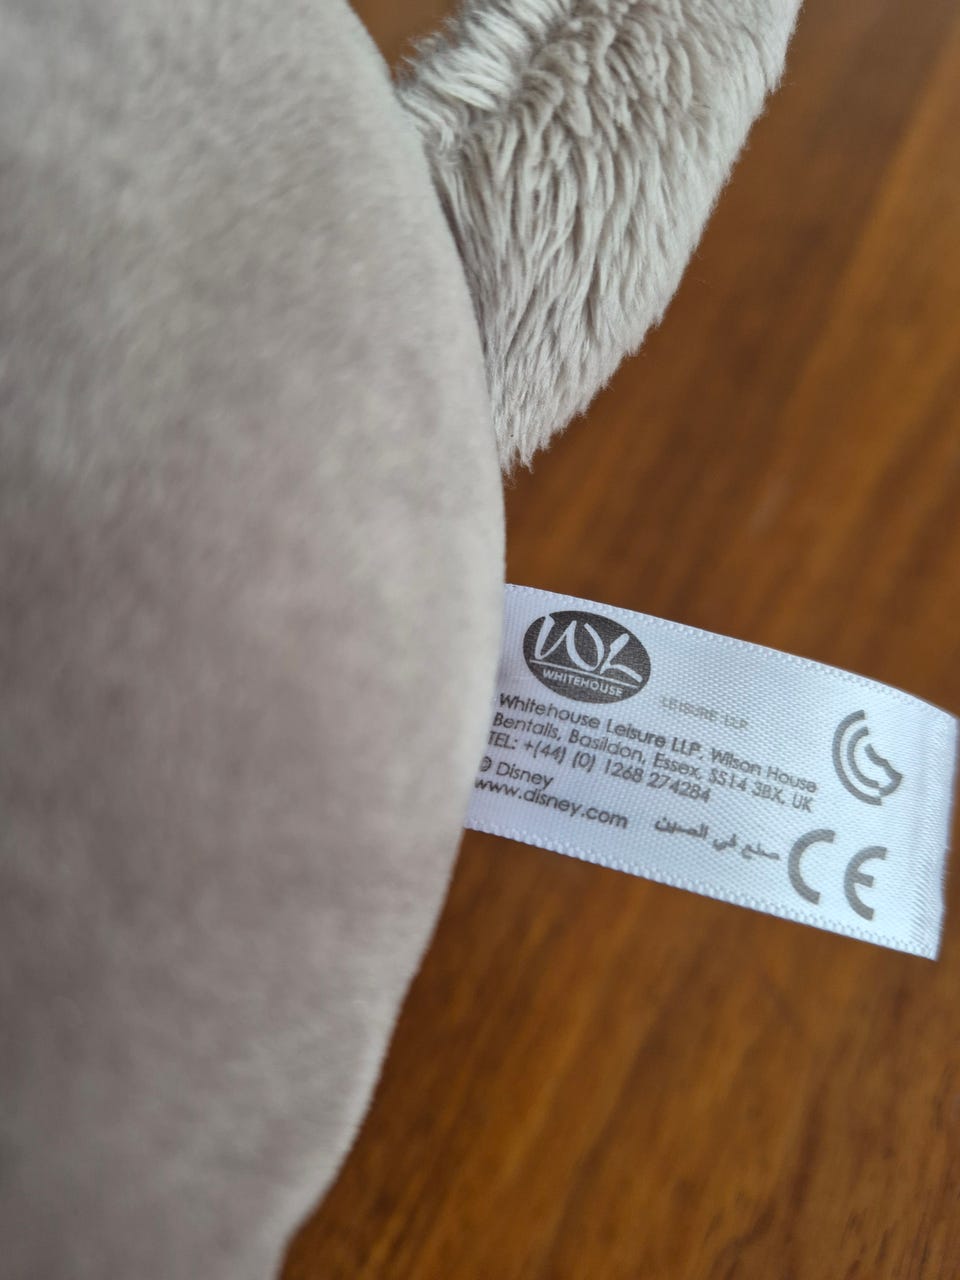 WL
WHITEHOUSE
LEISURE LLP
Whitehouse Leisure LLP, Wilson House
Bentalls, Basildon, Essex, SS14 3BX, UK
TEL: +(44) (0) 1268 274284
© Disney
www.disney.com
صنع في الصين
CE